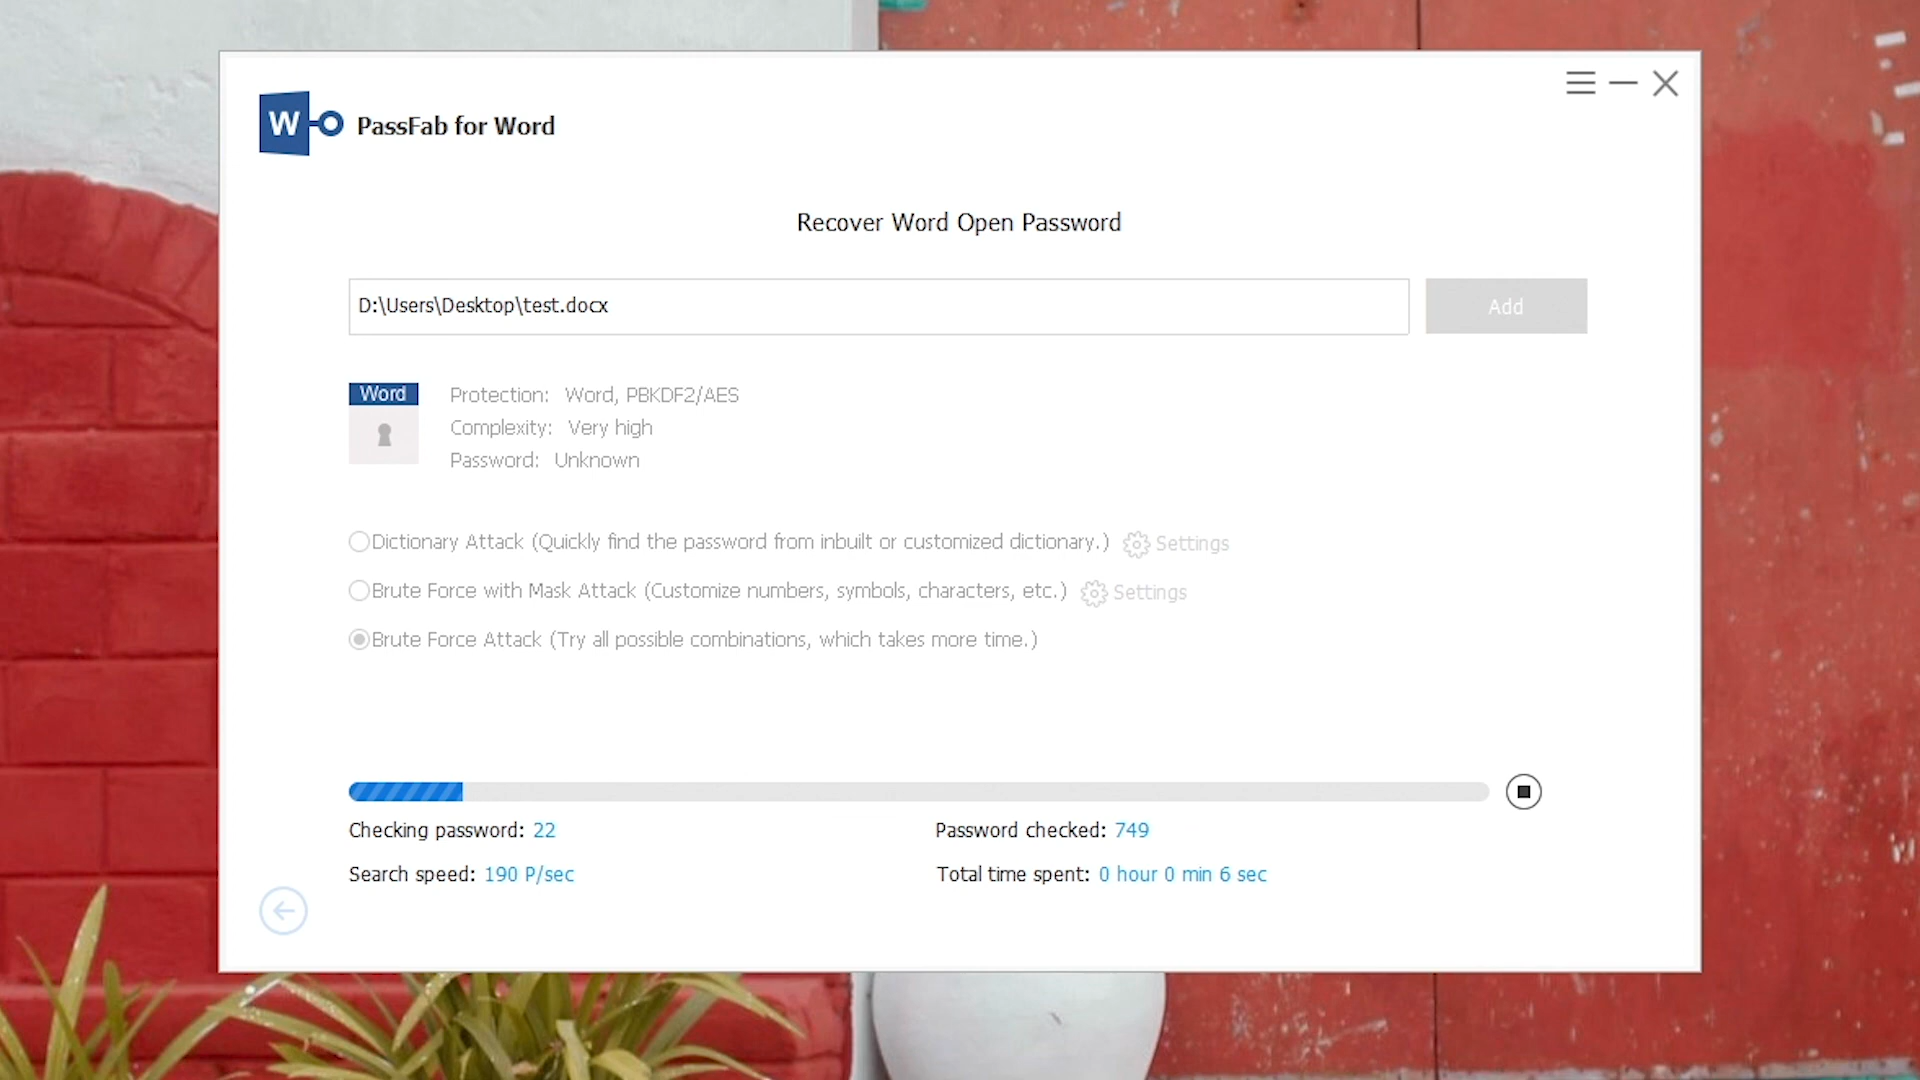 W
PassFab for Word
Recover Word Open Password
D:\Users\Desktop\test.docx
Add
Word
Protection: Word, PBKDF2/AES
Complexity: Very high
Password: Unknown
Dictionary Attack (Quickly find the password from inbuilt or customized dictionary.) Settings
Brute Force with Mask Attack (Customize numbers, symbols, characters, etc.) Settings
Brute Force Attack (Try all possible combinations, which takes more time.)
Checking password: 22
Password checked: 749
Search speed: 190 P/sec
Total time spent: 0 hour 0 min 6 sec